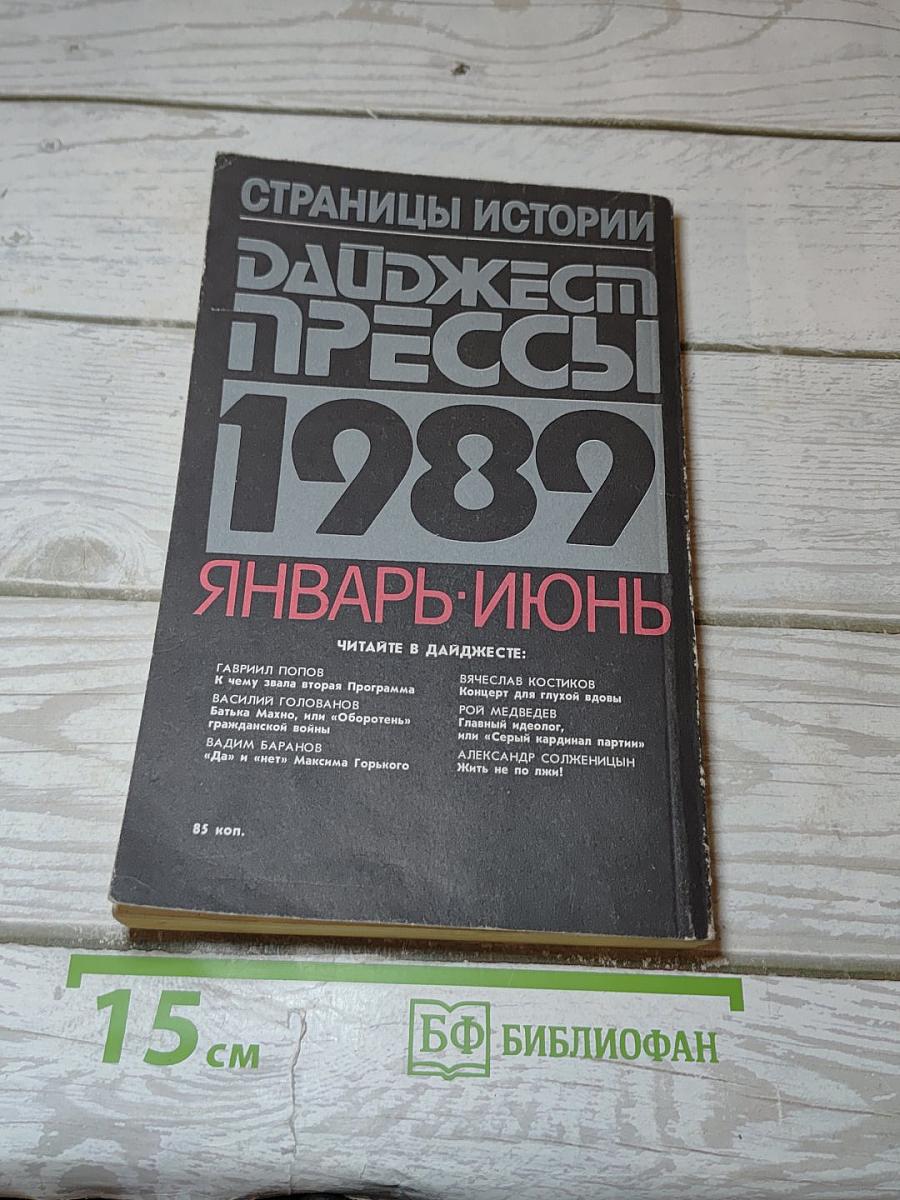 СТРАНИЦЫ ИСТОРИИ
ДАЙДЖЕСТ
ПРЕССЫ
1989
ЯНВАРЬ·ИЮНЬ
ЧИТАЙТЕ В ДАЙДЖЕСТЕ:
ГАВРИИЛ ПОПОВ
К чему звала вторая Программа
ВАСИЛИЙ ГОЛОВАНОВ
Батька Махно, или «Оборотень»
гражданской войны
ВАДИМ БАРАНОВ
«Да» и «нет» Максима Горького
ВЯЧЕСЛАВ КОСТИКОВ
Концерт для глухой вдовы
РОЙ МЕДВЕДЕВ
Главный идеолог,
или «Серый кардинал партии»
АЛЕКСАНДР СОЛЖЕНИЦЫН
Жить не по лжи!
85 коп.
15 см
БФ БИБЛИОФАН